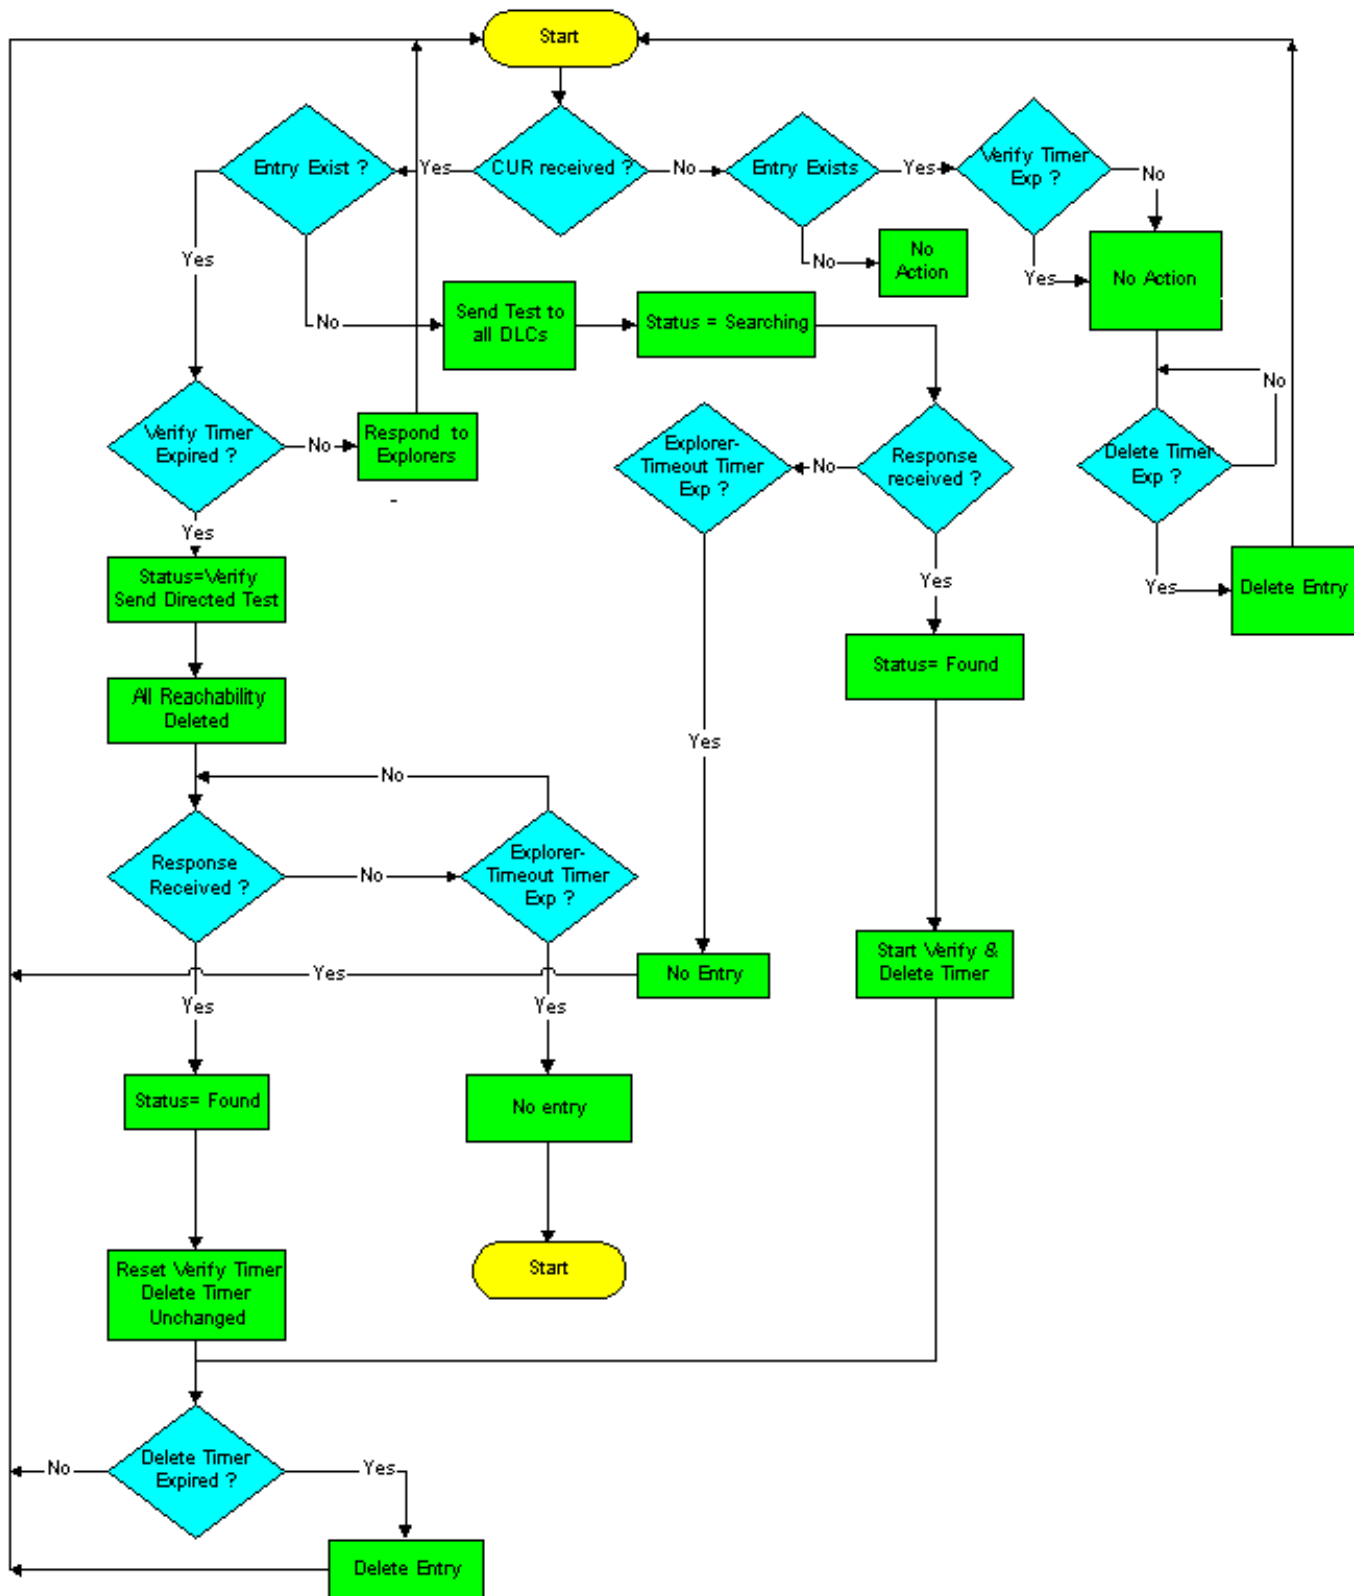 Start
Entry Exist ?
Yes
CUR received ?
No
Entry Exists
Yes
Verify Timer
Exp ?
No
Yes
No
No
Action
Yes
No Action
No
Send Test to
all DLCs
Status = Searching
No
Verify Timer
Expired ?
No
Respond to
Explorers
Explorer-
Timeout Timer
Exp ?
No
Response
received ?
Delete Timer
Exp ?
Yes
Delete Entry
Yes
Yes
Status=Verify
Send Directed Test
Status= Found
All Reachability
Deleted
Yes
No
Response
Received ?
No
Explorer-
Timeout Timer
Exp ?
Start Verify &
Delete Timer
Yes
No Entry
Yes
Yes
Status= Found
No entry
Reset Verify Timer
Delete Timer
Unchanged
Start
No
Delete Timer
Expired ?
Yes
Delete Entry